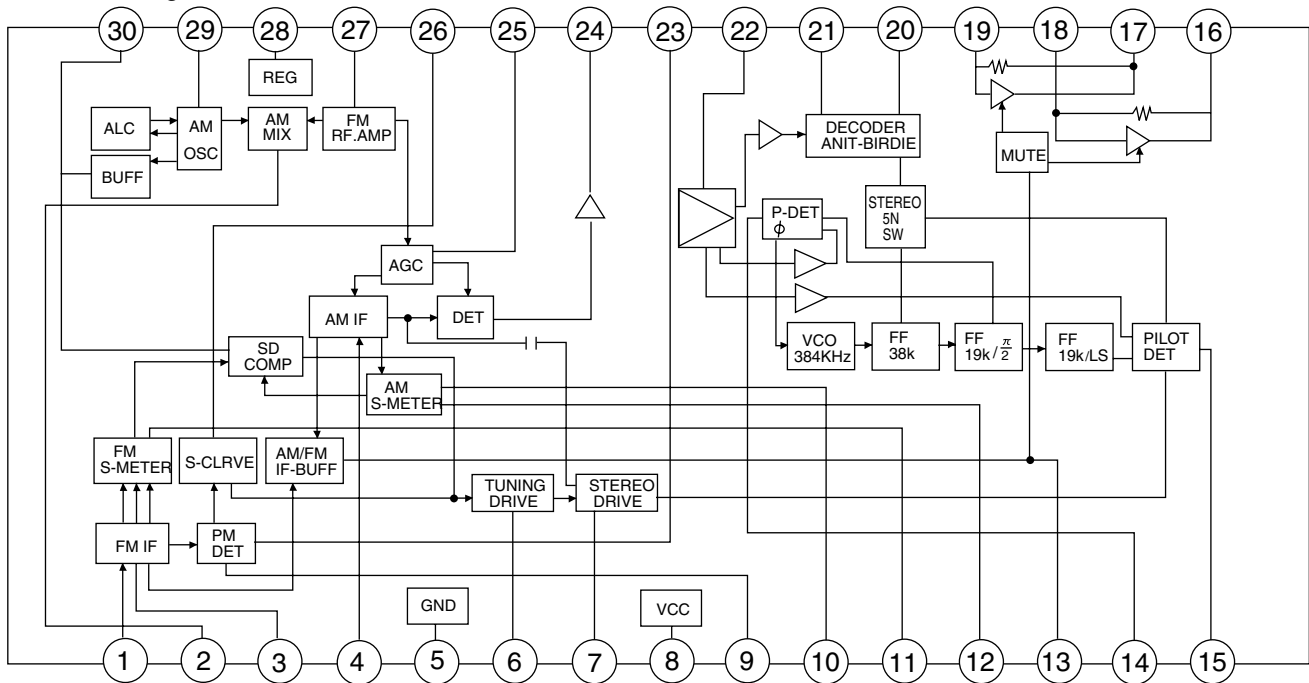 30 29 28 27 26 25 24 23 22 21 20 19 18 17 16
REG
ALC
AM
OSC
AM
MIX
FM
RF.AMP
BUFF
DECODER
ANIT-BIRDIE
MUTE
STEREO
5N
SW
P-DET
ϕ
AGC
AM IF
DET
VCO
384KHz
FF
38k
FF
19k/π/2
FF
19k/LS
PILOT
DET
SD
COMP
AM
S-METER
FM
S-METER
S-CLRVE
AM/FM
IF-BUFF
TUNING
DRIVE
STEREO
DRIVE
FM IF
PM
DET
GND
VCC
1 2 3 4 5 6 7 8 9 10 11 12 13 14 15